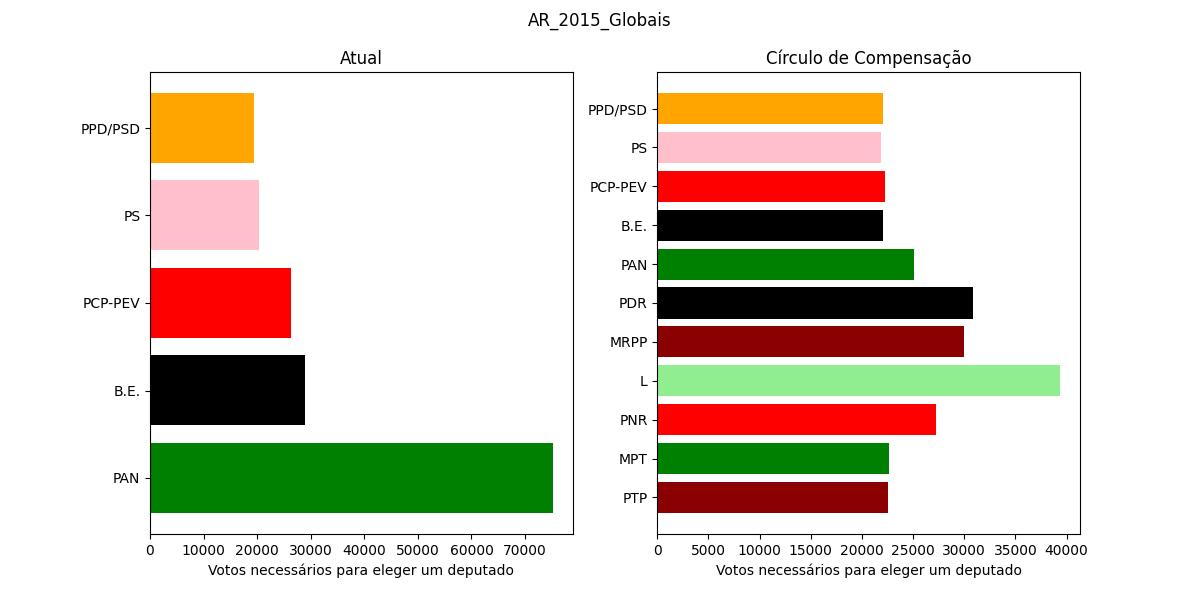 AR_2015_Globais
Atual
PPD/PSD
PS
PCP-PEV
B.E.
PAN
0 10000 20000 30000 40000 50000 60000 70000
Votos necessários para eleger um deputado
Círculo de Compensação
PPD/PSD
PS
PCP-PEV
B.E.
PAN
PDR
MRPP
L
PNR
MPT
PTP
0 5000 10000 15000 20000 25000 30000 35000 40000
Votos necessários para eleger um deputado